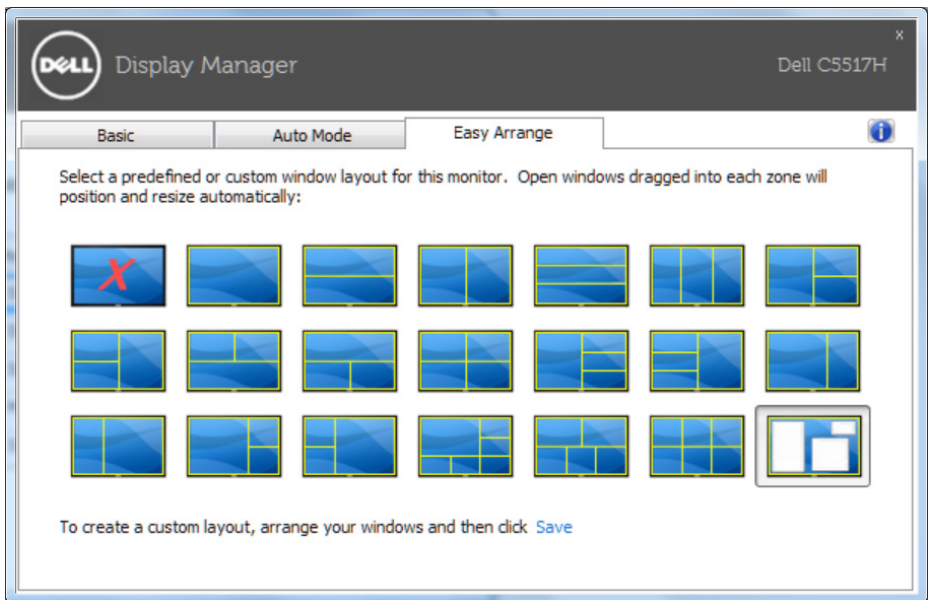 x
DELL Display Manager Dell C5517H
Basic Auto Mode Easy Arrange i
Select a predefined or custom window layout for this monitor. Open windows dragged into each zone will
position and resize automatically:
X
To create a custom layout, arrange your windows and then click Save